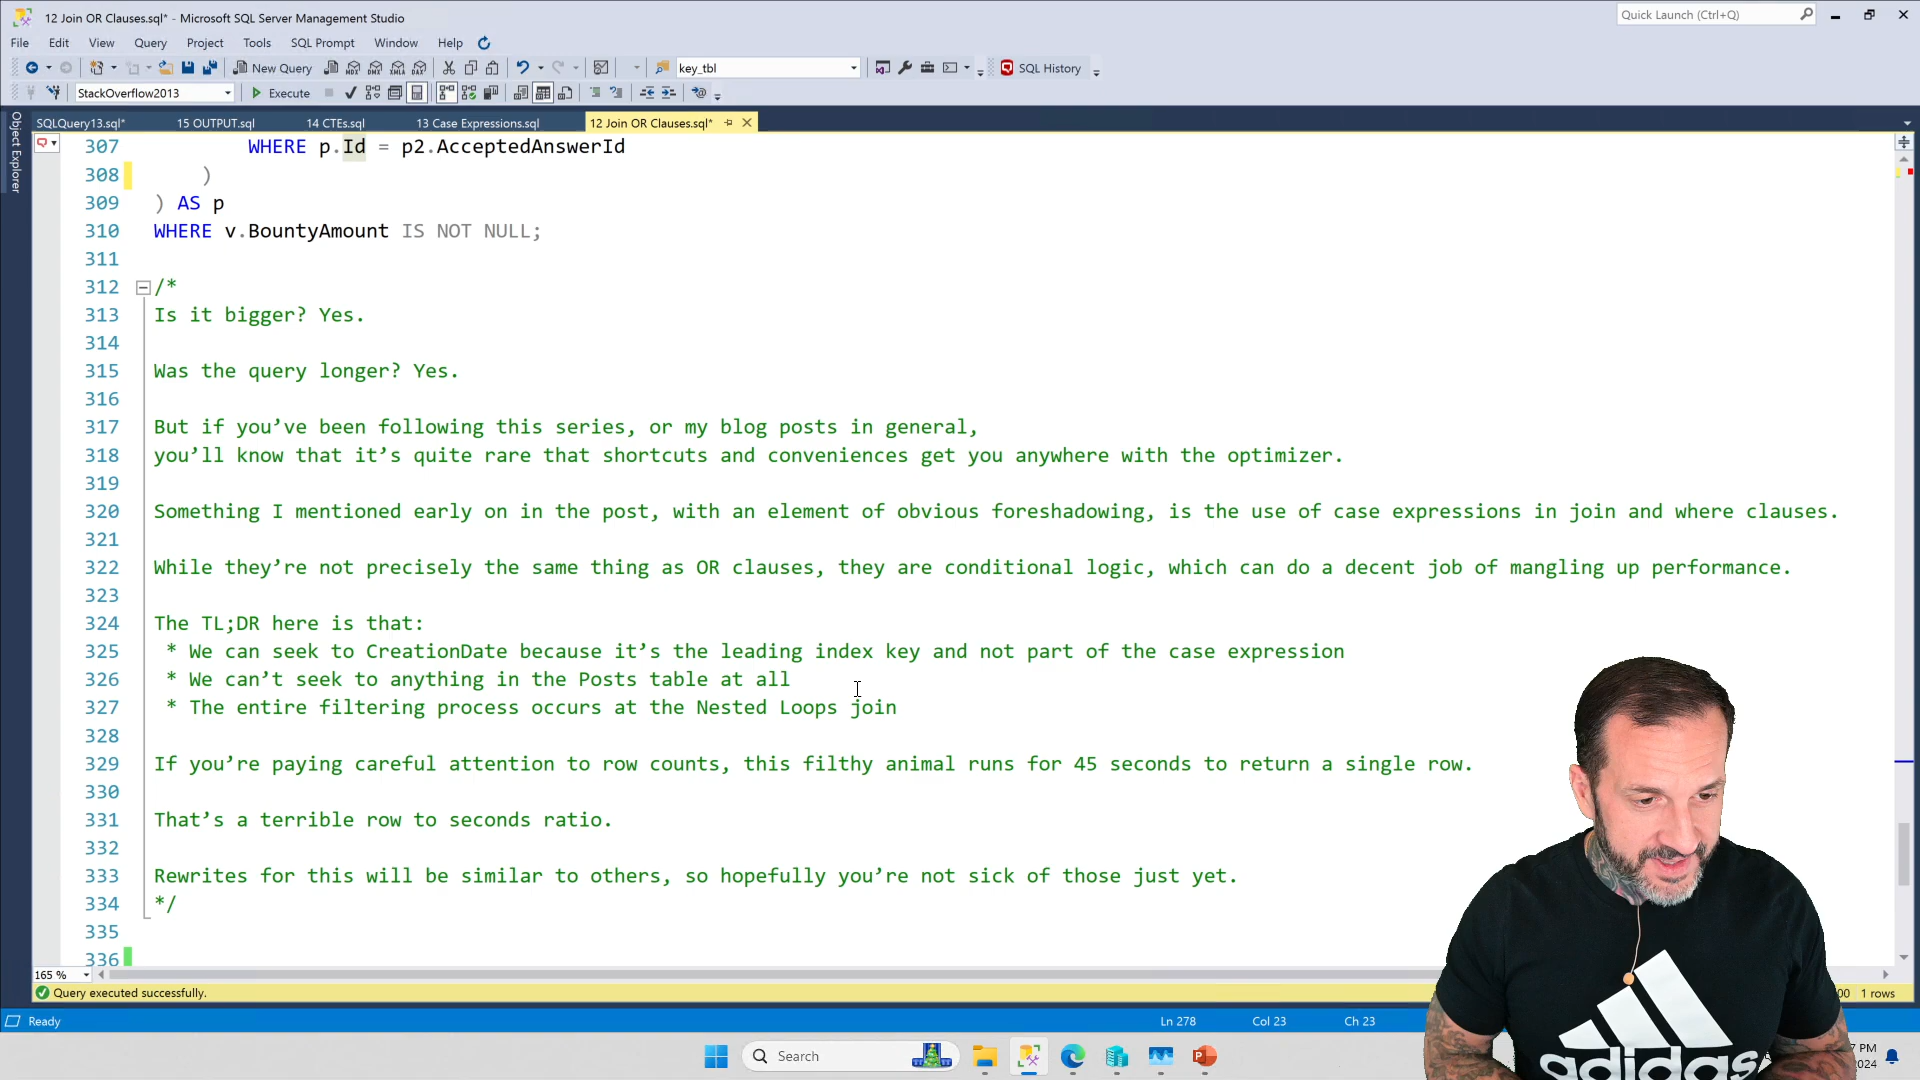 12 Join OR Clauses.sql* - Microsoft SQL Server Management Studio
Quick Launch (Ctrl+Q)
File Edit View Query Project Tools SQL Prompt Window Help
New Query MDX DMX XMLA DAX key_tbl SQL History
StackOverflow2013 Execute
SQLQuery13.sql* 15 OUTPUT.sql 14 CTEs.sql 13 Case Expressions.sql 12 Join OR Clauses.sql*
Object Explorer
307 WHERE p.Id = p2.AcceptedAnswerId
308 )
309 ) AS p
310 WHERE v.BountyAmount IS NOT NULL;
311
312 /*
313 Is it bigger? Yes.
314
315 Was the query longer? Yes.
316
317 But if you’ve been following this series, or my blog posts in general,
318 you’ll know that it’s quite rare that shortcuts and conveniences get you anywhere with the optimizer.
319
320 Something I mentioned early on in the post, with an element of obvious foreshadowing, is the use of case expressions in join and where clauses.
321
322 While they’re not precisely the same thing as OR clauses, they are conditional logic, which can do a decent job of mangling up performance.
323
324 The TL;DR here is that:
325 * We can seek to CreationDate because it’s the leading index key and not part of the case expression
326 * We can’t seek to anything in the Posts table at all
327 * The entire filtering process occurs at the Nested Loops join
328
329 If you’re paying careful attention to row counts, this filthy animal runs for 45 seconds to return a single row.
330
331 That’s a terrible row to seconds ratio.
332
333 Rewrites for this will be similar to others, so hopefully you’re not sick of those just yet.
334 */
335
336
165 %
Query executed successfully. 00 1 rows
Ready Ln 278 Col 23 Ch 23
Search
7 PM
2024
adidas